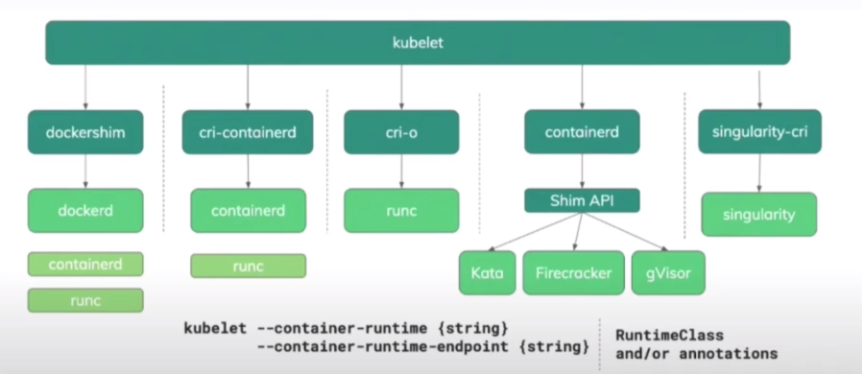 kubelet
dockershim
cri-containerd
cri-o
containerd
singularity-cri
dockerd
containerd
runc
Shim API
singularity
containerd
runc
Kata
Firecracker
gVisor
runc
kubelet --container-runtime {string}
--container-runtime-endpoint {string}
RuntimeClass
and/or annotations